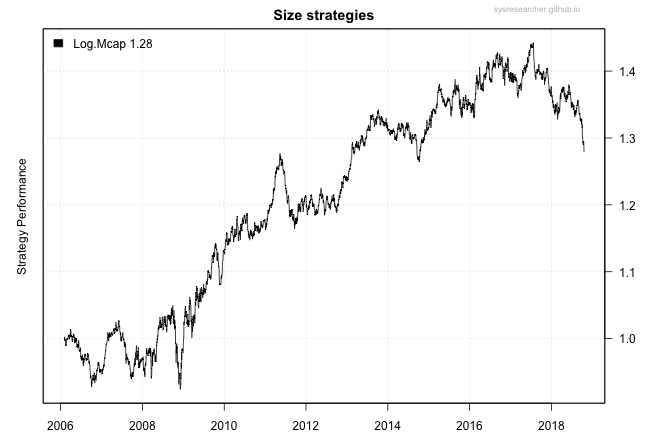 Size strategies
sysresearcher.github.io
Log.Mcap 1.28
Strategy Performance
1.4
1.3
1.2
1.1
1.0
2006 2008 2010 2012 2014 2016 2018